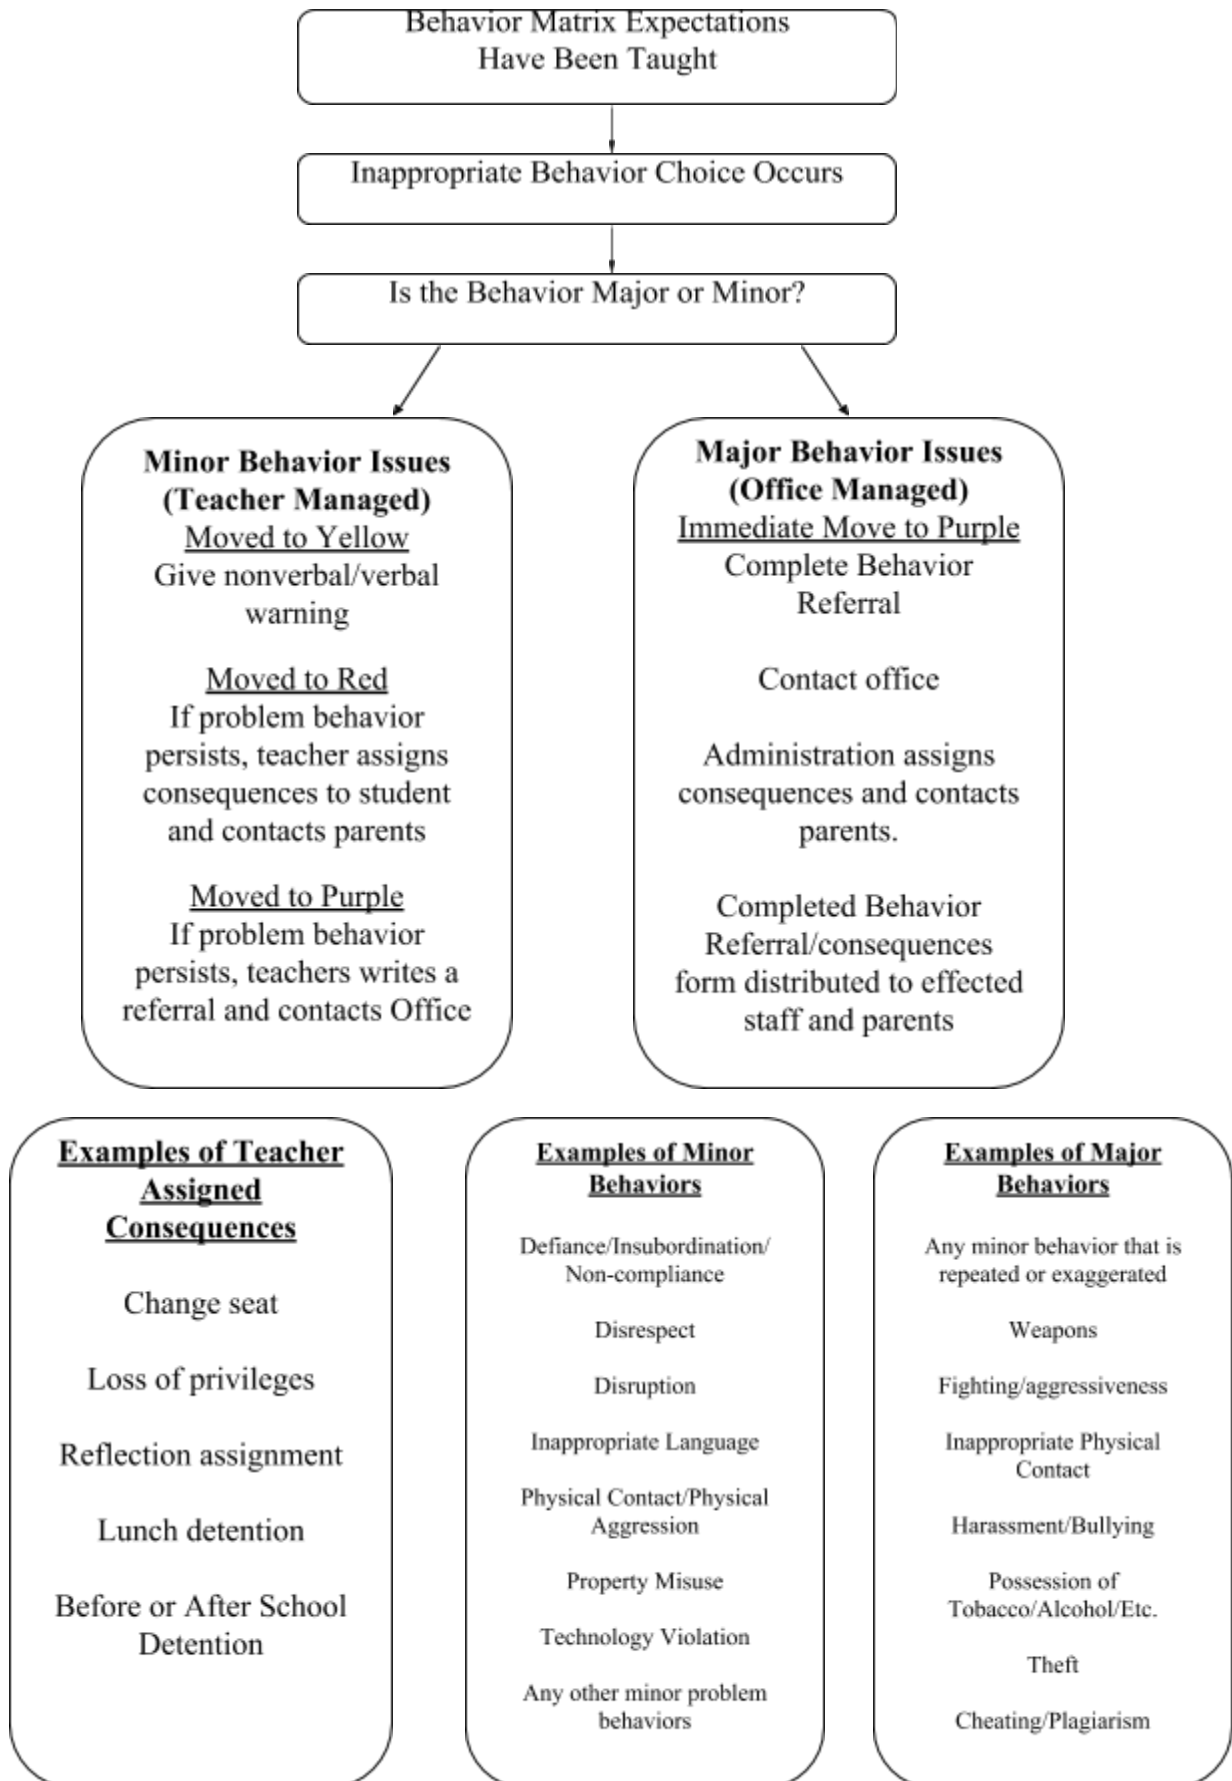 Behavior Matrix Expectations
Have Been Taught
Inappropriate Behavior Choice Occurs
Is the Behavior Major or Minor?
Minor Behavior Issues
(Teacher Managed)
Moved to Yellow
Give nonverbal/verbal
warning
Moved to Red
If problem behavior
persists, teacher assigns
consequences to student
and contacts parents
Moved to Purple
If problem behavior
persists, teachers writes a
referral and contacts Office
Major Behavior Issues
(Office Managed)
Immediate Move to Purple
Complete Behavior
Referral
Contact office
Administration assigns
consequences and contacts
parents.
Completed Behavior
Referral/consequences
form distributed to effected
staff and parents
Examples of Teacher
Assigned
Consequences
Change seat
Loss of privileges
Reflection assignment
Lunch detention
Before or After School
Detention
Examples of Minor
Behaviors
Defiance/Insubordination/
Non-compliance
Disrespect
Disruption
Inappropriate Language
Physical Contact/Physical
Aggression
Property Misuse
Technology Violation
Any other minor problem
behaviors
Examples of Major
Behaviors
Any minor behavior that is
repeated or exaggerated
Weapons
Fighting/aggressiveness
Inappropriate Physical
Contact
Harassment/Bullying
Possession of
Tobacco/Alcohol/Etc.
Theft
Cheating/Plagiarism